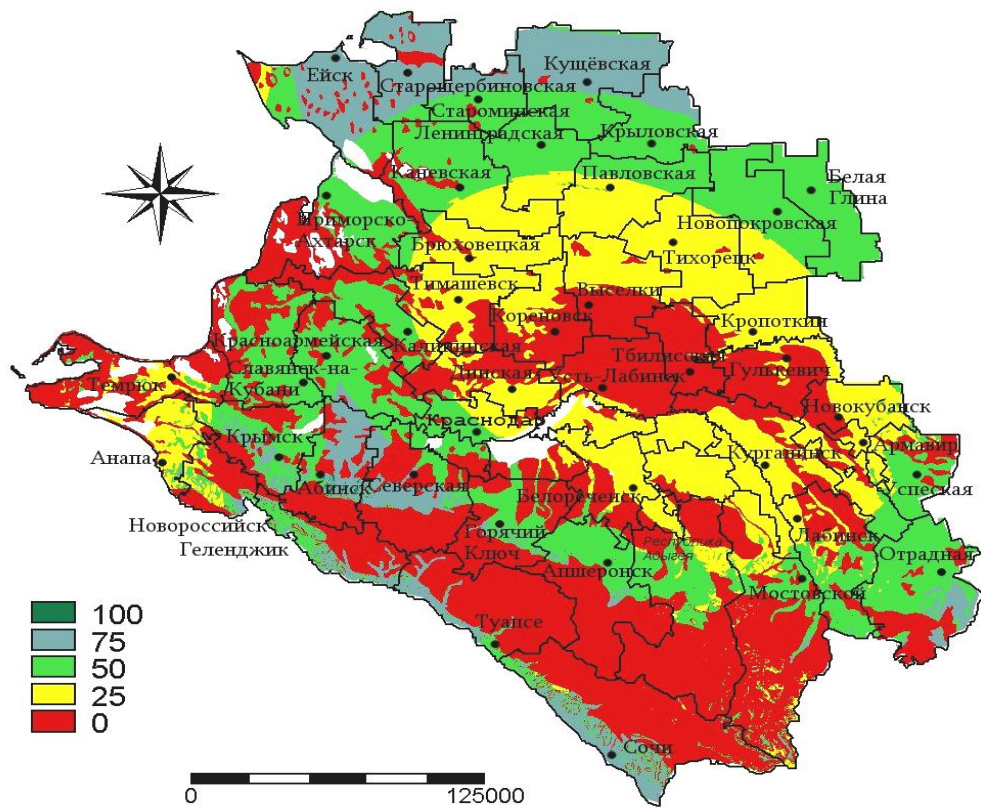 Ейск
Кущёвская
Старощербиновская
Староминская
Ленинградская
Крыловская
Каневская
Павловская
Белая
Глина
Приморско-
Ахтарск
Новопокровская
Брюховецкая
Тихорецк
Тимашевск
Выселки
Кореновск
Кропоткин
Красноармейская
Калининская
Тбилисская
Гулькевич
Славянск-на-
Кубани
Темрюк
Динская
Усть-Лабинск
Новокубанск
Краснодар
Крымск
Армавир
Анапа
Курганинск
Абинск
Северская
Белореченск
Успеская
Новороссийск
Геленджик
Горячий
Ключ
Республика
Адыгея
Лабинск
Отрадная
Апшеронск
Мостовской
Туапсе
Сочи
100
75
50
25
0
0
125000